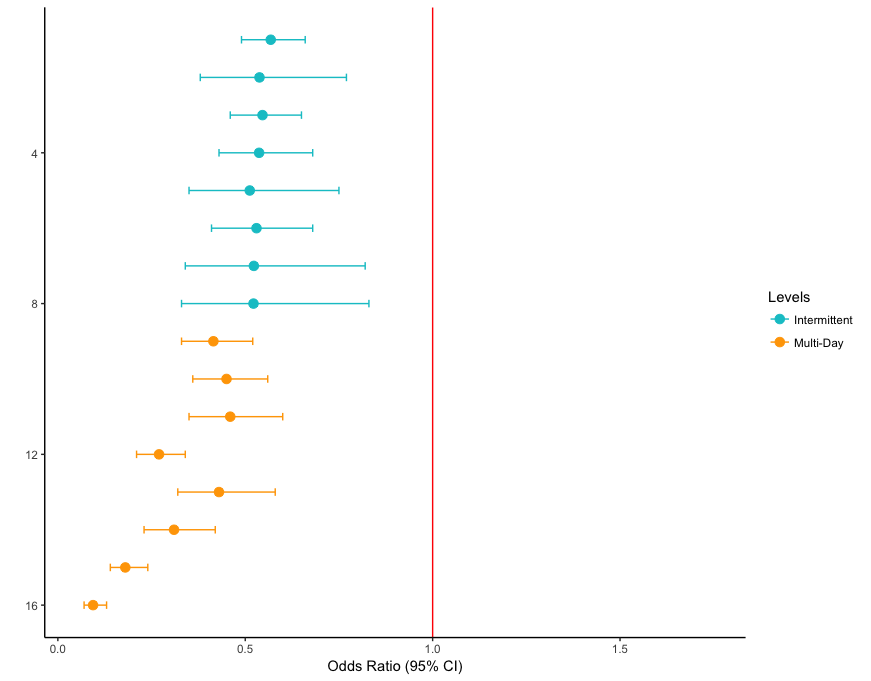 4
8
12
16
0.0 0.5 1.0 1.5
Odds Ratio (95% CI)
Levels
Intermittent
Multi-Day